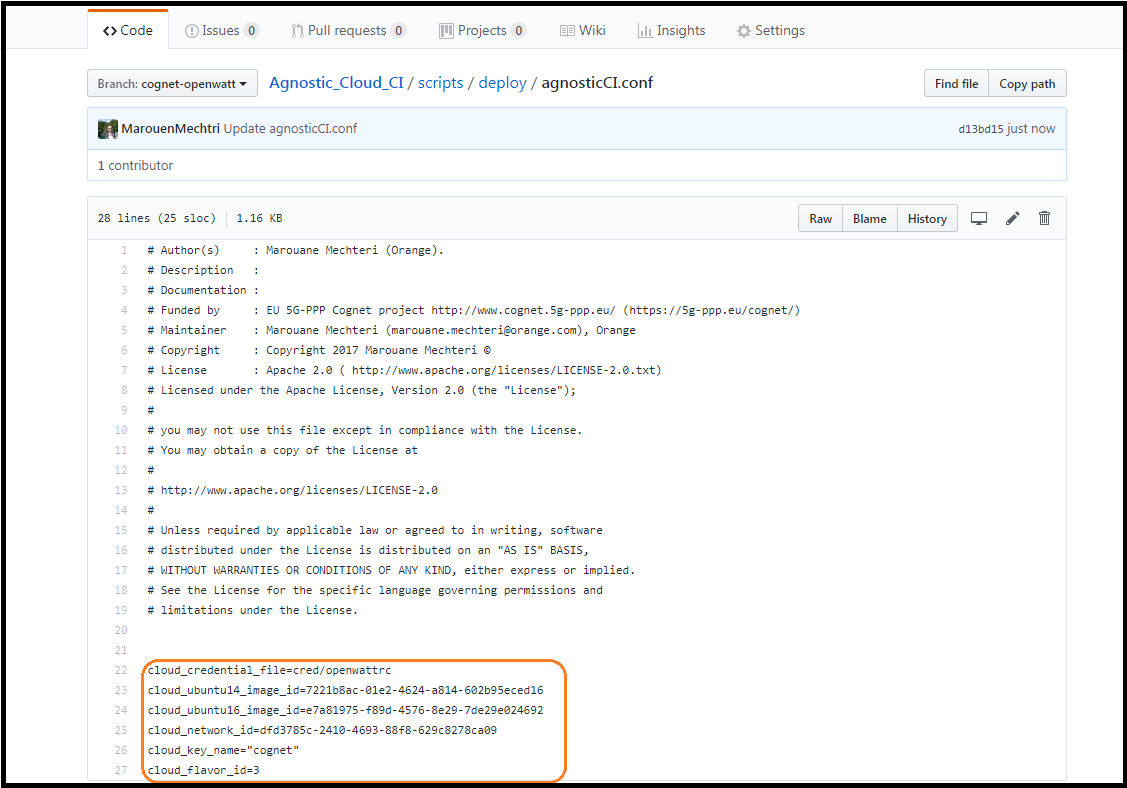 Code Issues 0 Pull requests 0 Projects 0 Wiki Insights Settings
Branch: cognet-openwatt Agnostic_Cloud_CI / scripts / deploy / agnosticCI.conf Find file Copy path
MarouenMechtri Update agnosticCI.conf d13bd15 just now
1 contributor
28 lines (25 sloc) 1.16 KB Raw Blame History
1 # Author(s) : Marouane Mechteri (Orange).
2 # Description :
3 # Documentation :
4 # Funded by : EU 5G-PPP Cognet project http://www.cognet.5g-ppp.eu/ (https://5g-ppp.eu/cognet/)
5 # Maintainer : Marouane Mechteri (marouane.mechteri@orange.com), Orange
6 # Copyright : Copyright 2017 Marouane Mechteri ©
7 # License : Apache 2.0 ( http://www.apache.org/licenses/LICENSE-2.0.txt)
8 # Licensed under the Apache License, Version 2.0 (the "License");
9 #
10 # you may not use this file except in compliance with the License.
11 # You may obtain a copy of the License at
12 #
13 # http://www.apache.org/licenses/LICENSE-2.0
14 #
15 # Unless required by applicable law or agreed to in writing, software
16 # distributed under the License is distributed on an "AS IS" BASIS,
17 # WITHOUT WARRANTIES OR CONDITIONS OF ANY KIND, either express or implied.
18 # See the License for the specific language governing permissions and
19 # limitations under the License.
20
21
22 cloud_credential_file=cred/openwattrc
23 cloud_ubuntu14_image_id=7221b8ac-01e2-4624-a814-602b95eced16
24 cloud_ubuntu16_image_id=e7a81975-f89d-4576-8e29-7de29e024692
25 cloud_network_id=dfd3785c-2410-4693-88f8-629c8278ca09
26 cloud_key_name="cognet"
27 cloud_flavor_id=3